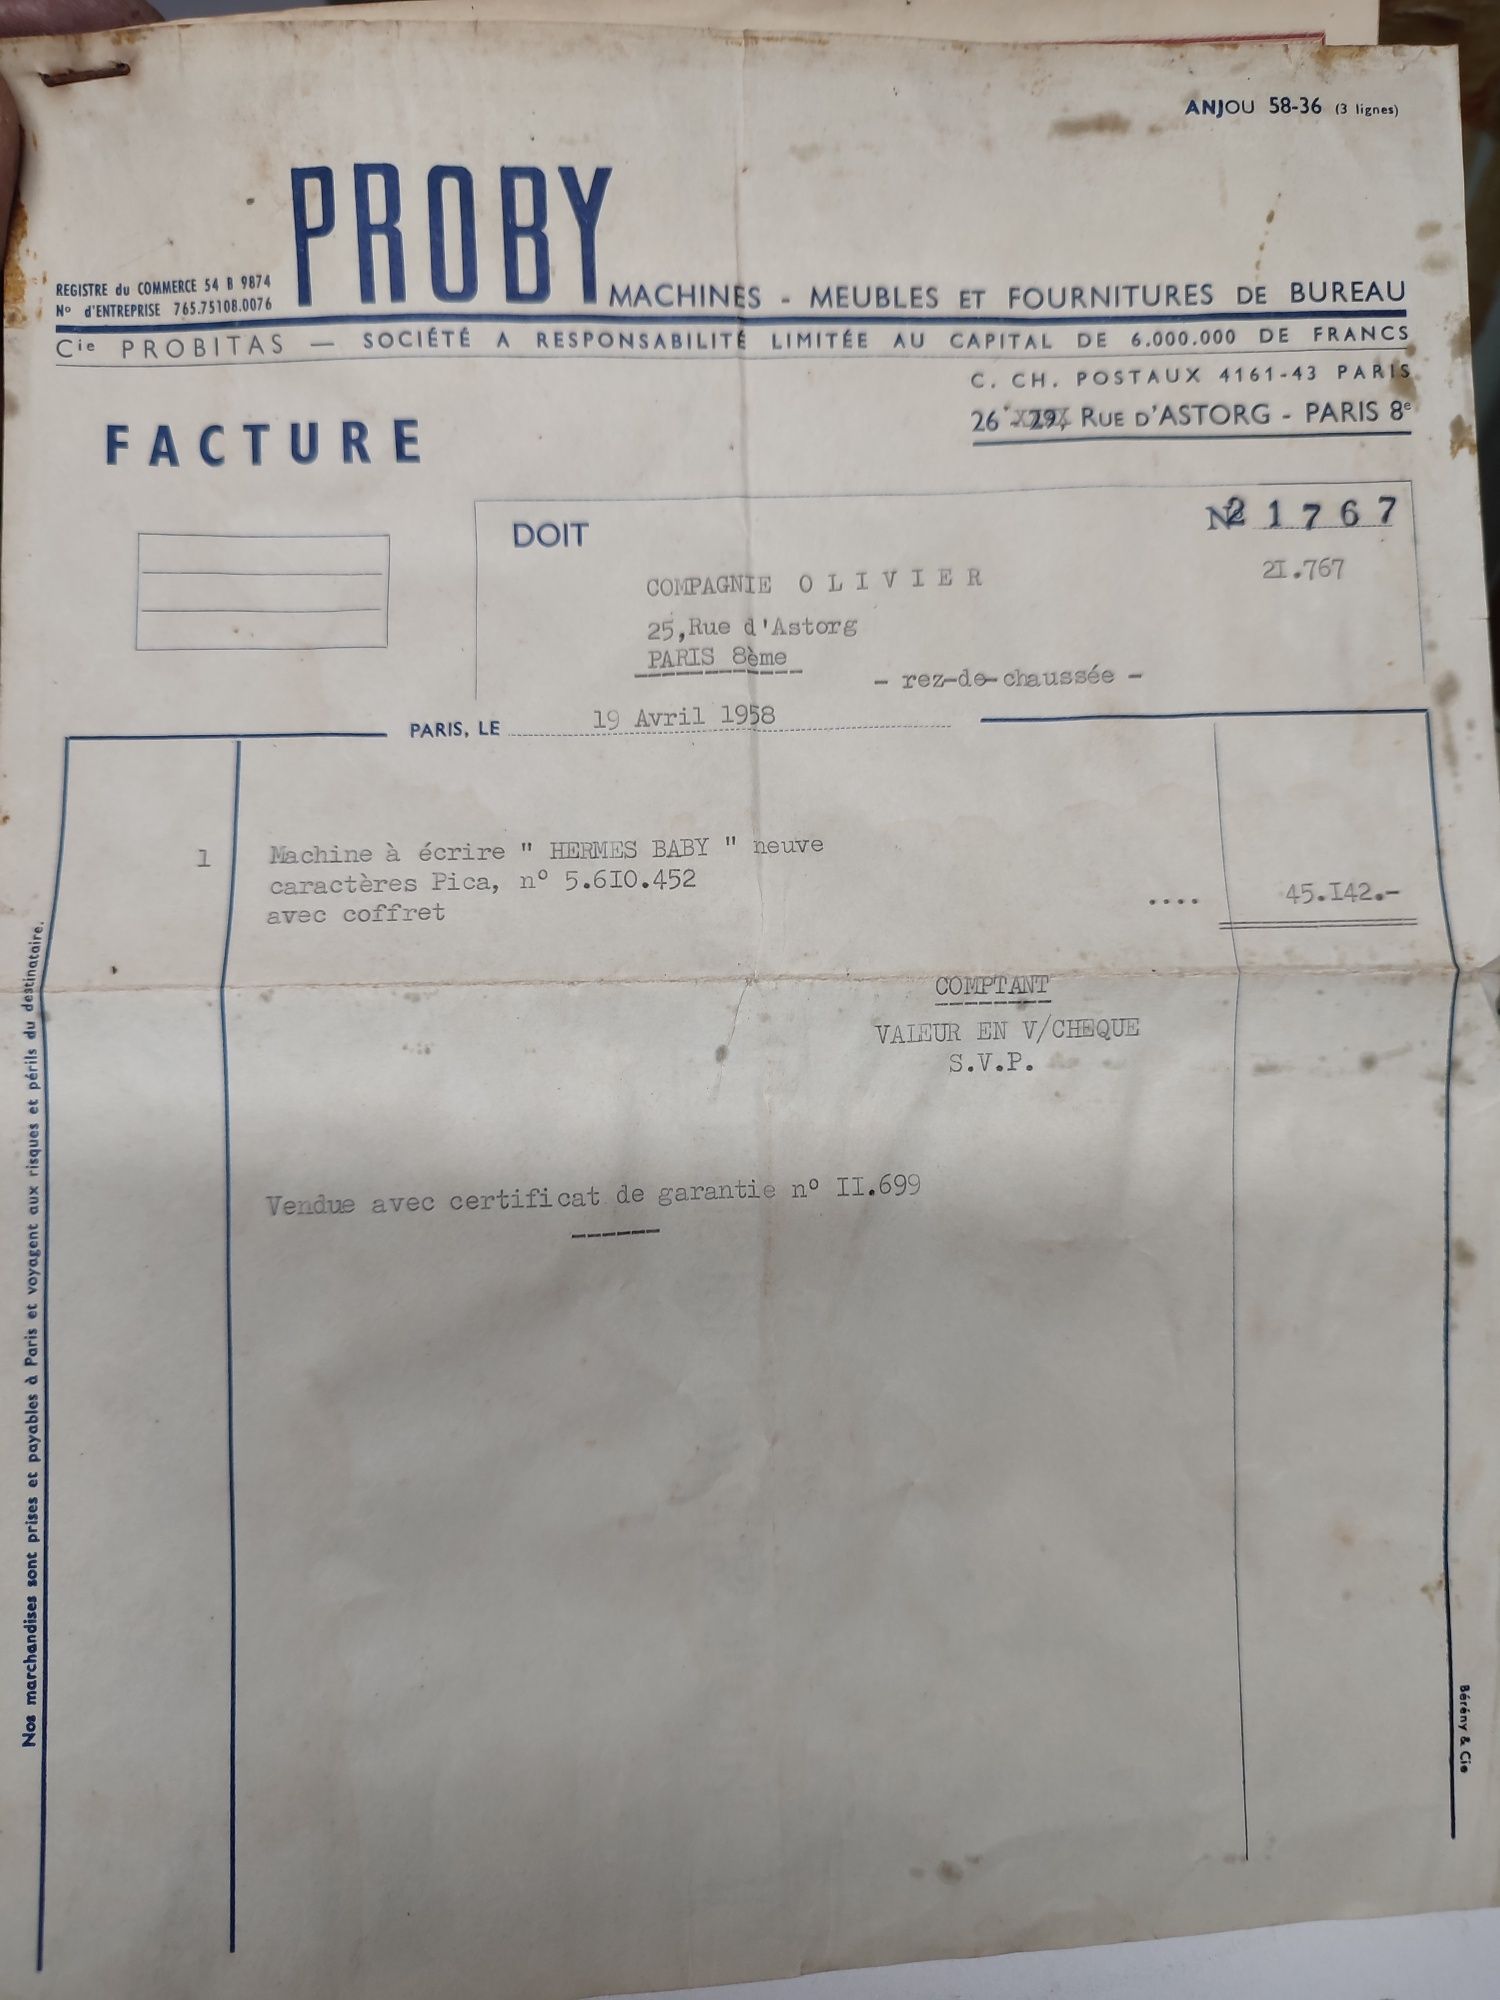 ANJOU 58-36 (3 lignes)
PROBY
REGISTRE du COMMERCE 54 B 9874
No d'ENTREPRISE 765.75108.0076
MACHINES - MEUBLES ET FOURNITURES DE BUREAU
Cie PROBITAS — SOCIÉTÉ A RESPONSABILITÉ LIMITÉE AU CAPITAL DE 6.000.000 DE FRANCS
C. CH. POSTAUX 4161-43 PARIS
26 - 29, RUE D'ASTORG - PARIS 8e
FACTURE
DOIT
No 21767
21.767
COMPAGNIE O L I V I E R
25,Rue d'Astorg
PARIS 8ème
- rez-de-chaussée -
PARIS, LE 19 Avril 1958
1 Machine à écrire " HERMES BABY " neuve
caractères Pica, n° 5.6I0.452
avec coffret .... 45.I42.-
COMPTANT
VALEUR EN V/CHEQUE
S.V.P.
Vendue avec certificat de garantie n° II.699
Nos marchandises sont prises et payables à Paris et voyagent aux risques et périls du destinataire.
Bérény & Cie